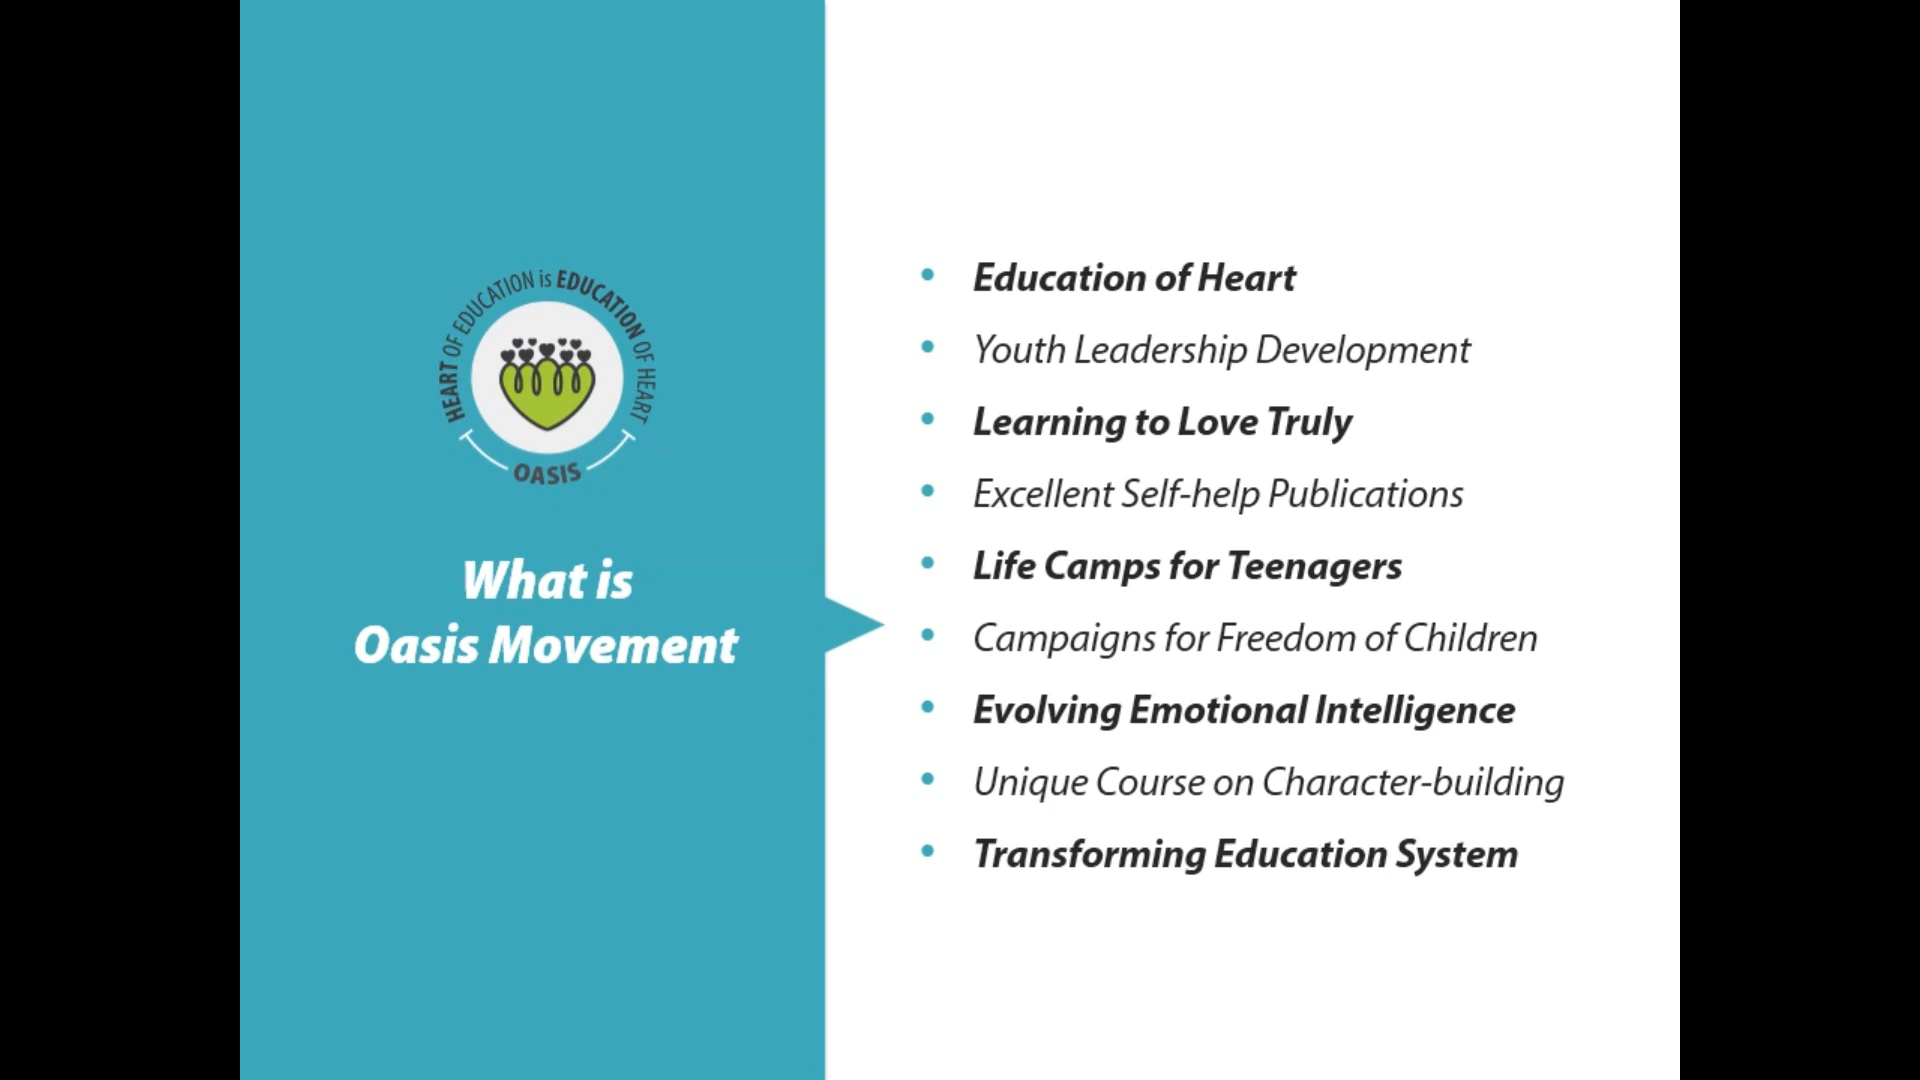 HEART OF EDUCATION is EDUCATION OF HEART
OASIS
What is
Oasis Movement
• Education of Heart
• Youth Leadership Development
• Learning to Love Truly
• Excellent Self-help Publications
• Life Camps for Teenagers
• Campaigns for Freedom of Children
• Evolving Emotional Intelligence
• Unique Course on Character-building
• Transforming Education System